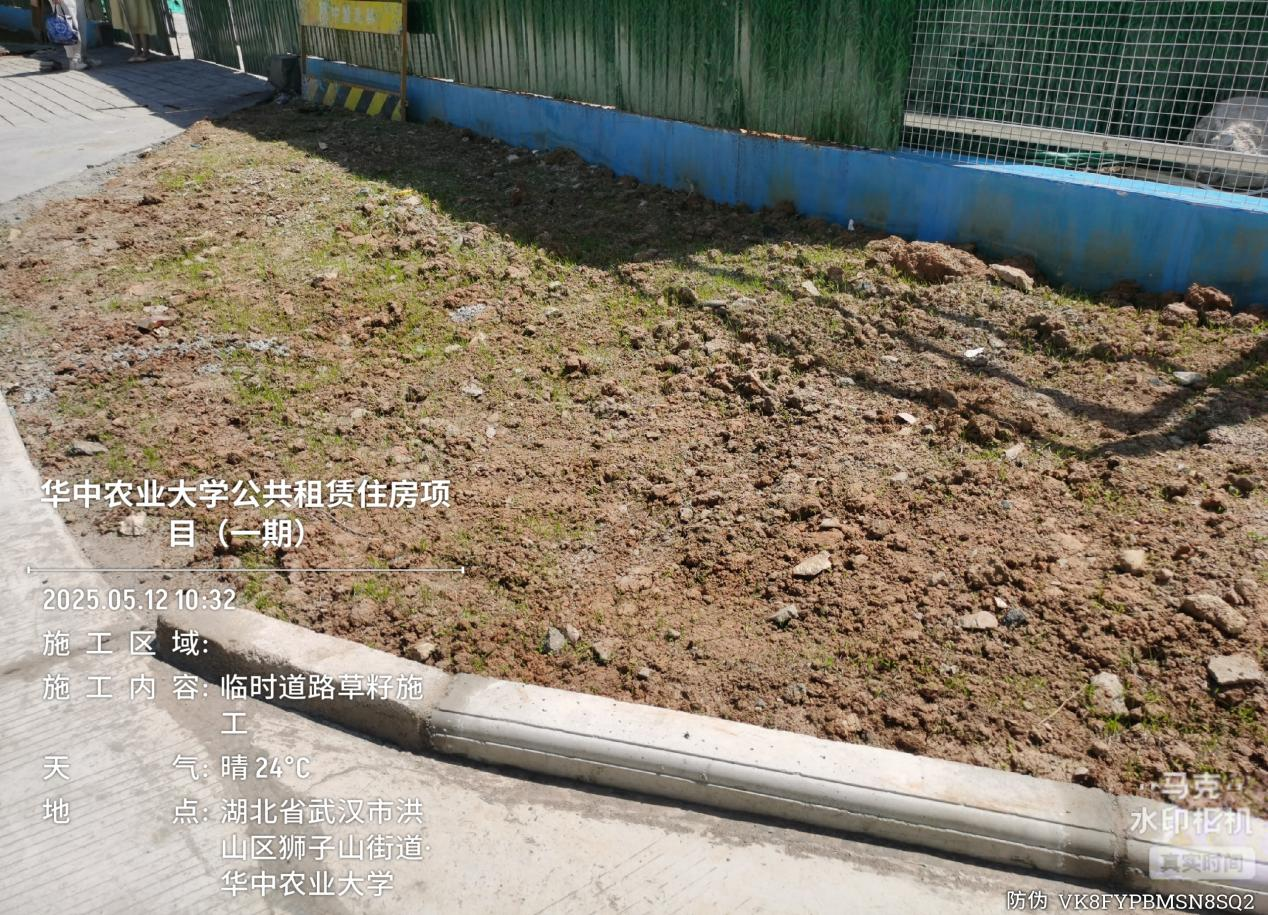 华中农业大学公共租赁住房项
目（一期）
2025.05.12 10:32
施工区域:
施工内容: 临时道路草籽施
工
天气: 晴 24°C
地点: 湖北省武汉市洪
山区狮子山街道·
华中农业大学
马克
水印相机
真实时间
防伪 VK8FYPBMSN8SQ2